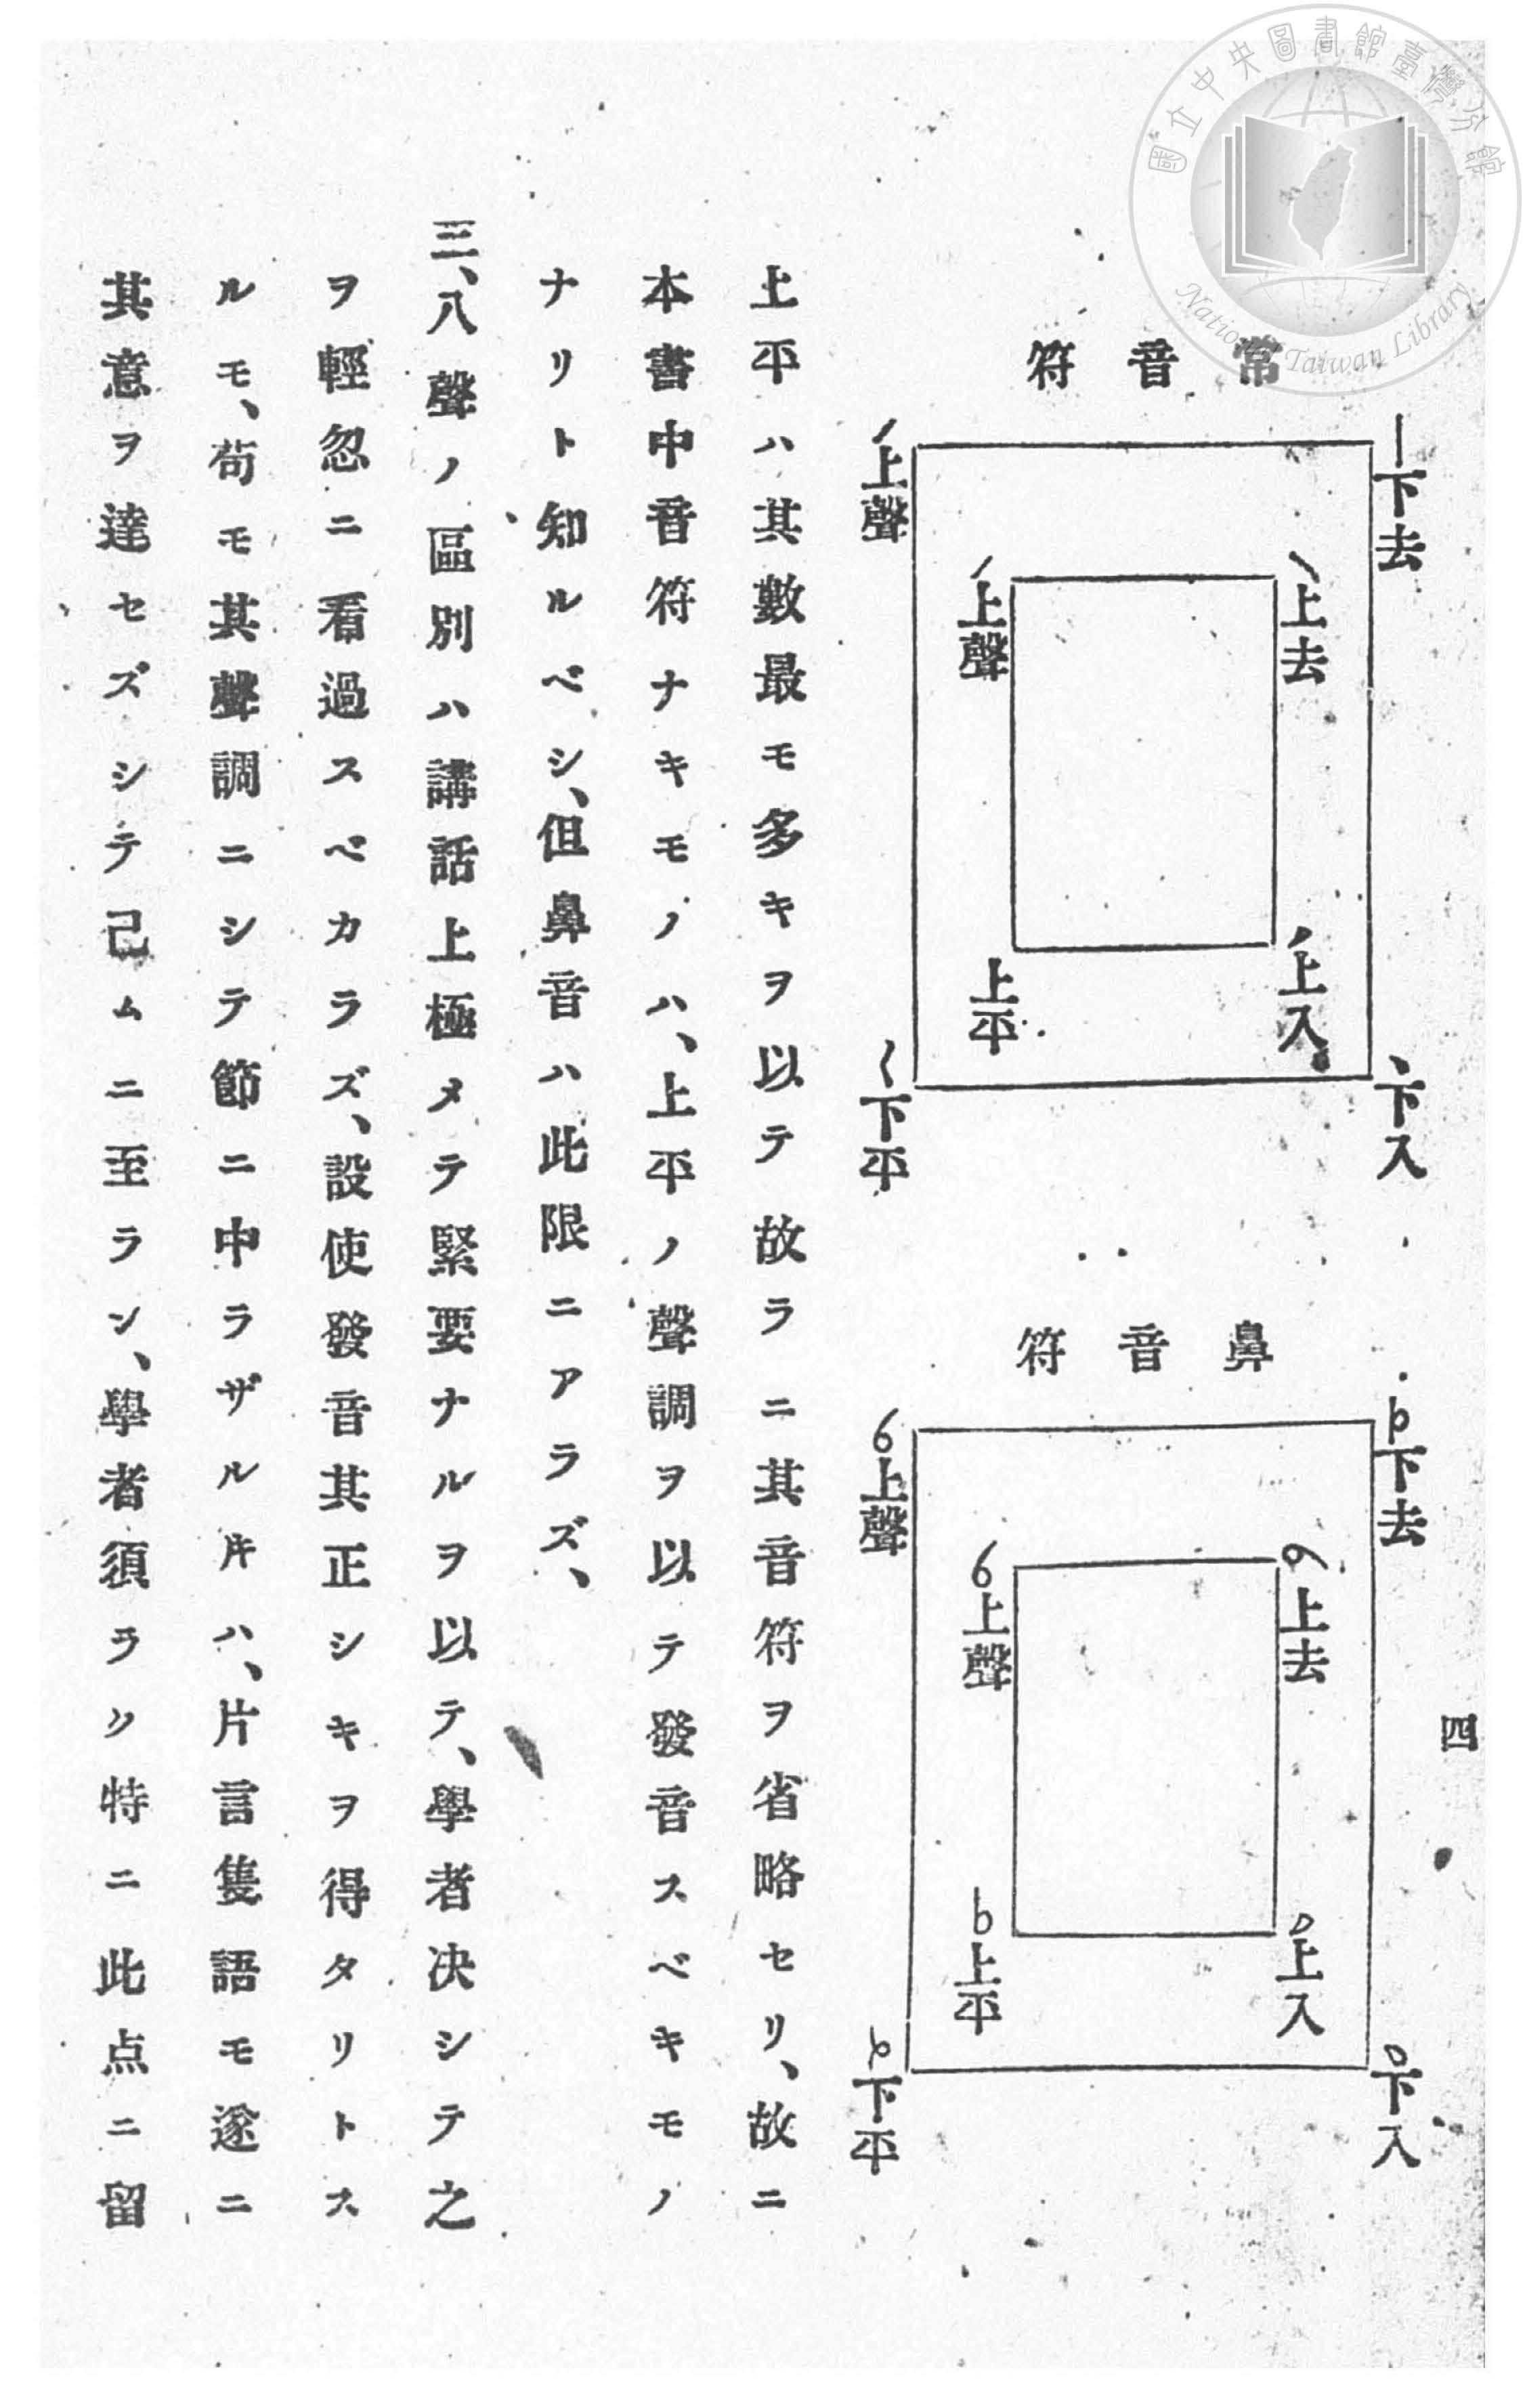 國立中央圖書館臺灣分館
National Taiwan Library
四
常音符
下去
上去
上聲
上聲
上入
上平
下入
下平
鼻音符
下去
上去
上聲
上聲
上入
上平
下入
下平
上平ハ其數最モ多キヲ以テ故ラニ其音符ヲ省略セリ、故ニ
本書中音符ナキモノハ、上平ノ聲調ヲ以テ發音スベキモノ
ナリト知ルベシ、但鼻音ハ此限ニアラズ、
三、八聲ノ區別ハ講話上極メテ緊要ナルヲ以テ、學者決シテ之
ヲ輕忽ニ看過スベカラズ、設使發音其正シキヲ得タリトス
ルモ、苟モ其聲調ニシテ節ニ中ラザル𪜈ハ、片言隻語モ遂ニ
其意ヲ達セズシテ己ムニ至ラン、學者須ラク特ニ此点ニ留